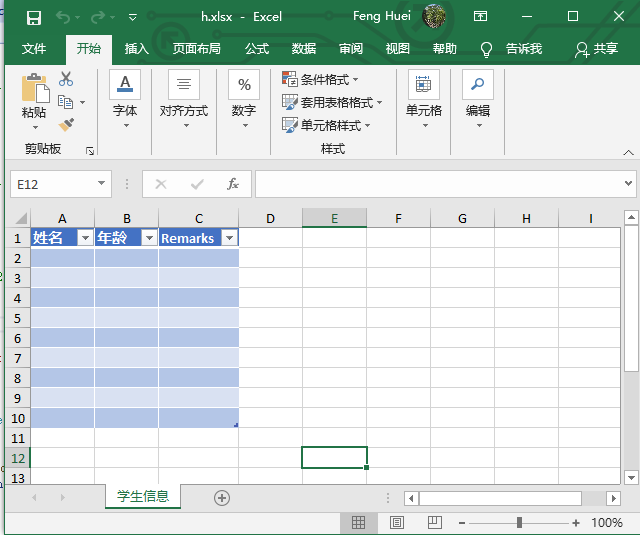 h.xlsx - Excel
Feng Huei
文件 开始 插入 页面布局 公式 数据 审阅 视图 帮助 告诉我 共享
粘贴
剪贴板
字体
对齐方式
%
数字
条件格式
套用表格格式
单元格样式
样式
单元格
编辑
E12
fx
A B C D E F G H I
1 姓名 年龄 Remarks
2
3
4
5
6
7
8
9
10
11
12
13
学生信息
100%